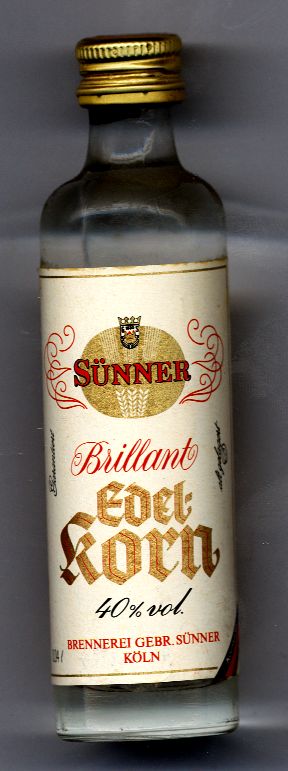 SÜNNER
Brillant
Edel-
Korn
40% vol.
BRENNEREI GEBR. SÜNNER
KÖLN